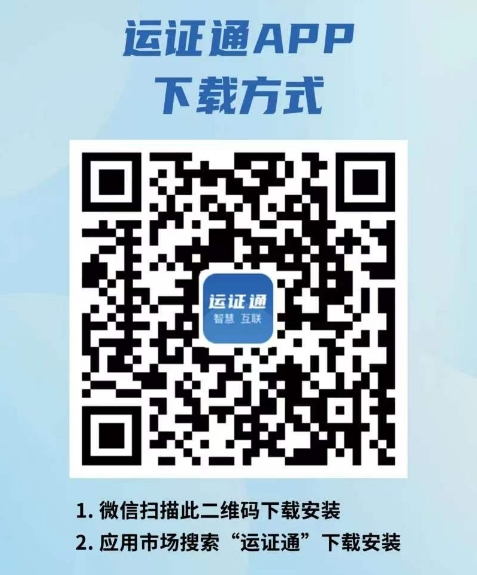 运证通APP
下载方式
运证通
智慧 互联
1. 微信扫描此二维码下载安装
2. 应用市场搜索“运证通”下载安装